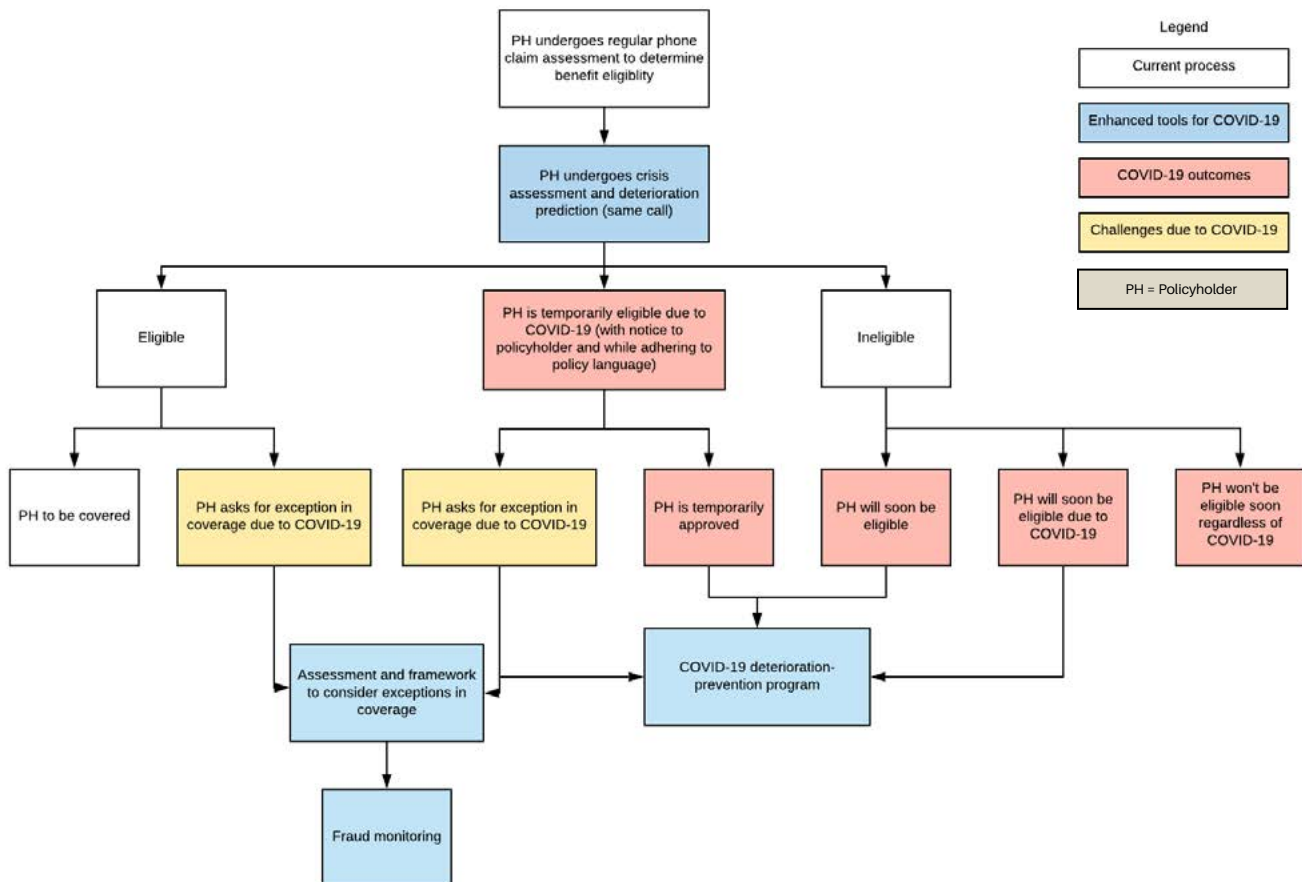 PH undergoes regular phone
claim assessment to determine
benefit eligiblity
Legend
Current process
Enhanced tools for COVID-19
COVID-19 outcomes
Challenges due to COVID-19
PH = Policyholder
PH undergoes crisis
assessment and deterioration
prediction (same call)
Eligible
PH is temporarily eligible due to
COVID-19 (with notice to
policyholder and while adhering to
policy language)
Ineligible
PH to be covered
PH asks for exception in
coverage due to COVID-19
PH asks for exception in
coverage due to COVID-19
PH is temporarily
approved
PH will soon be
eligible
PH will soon be
eligible due to
COVID-19
PH won't be
eligible soon
regardless of
COVID-19
Assessment and framework
to consider exceptions in
coverage
COVID-19 deterioration-
prevention program
Fraud monitoring